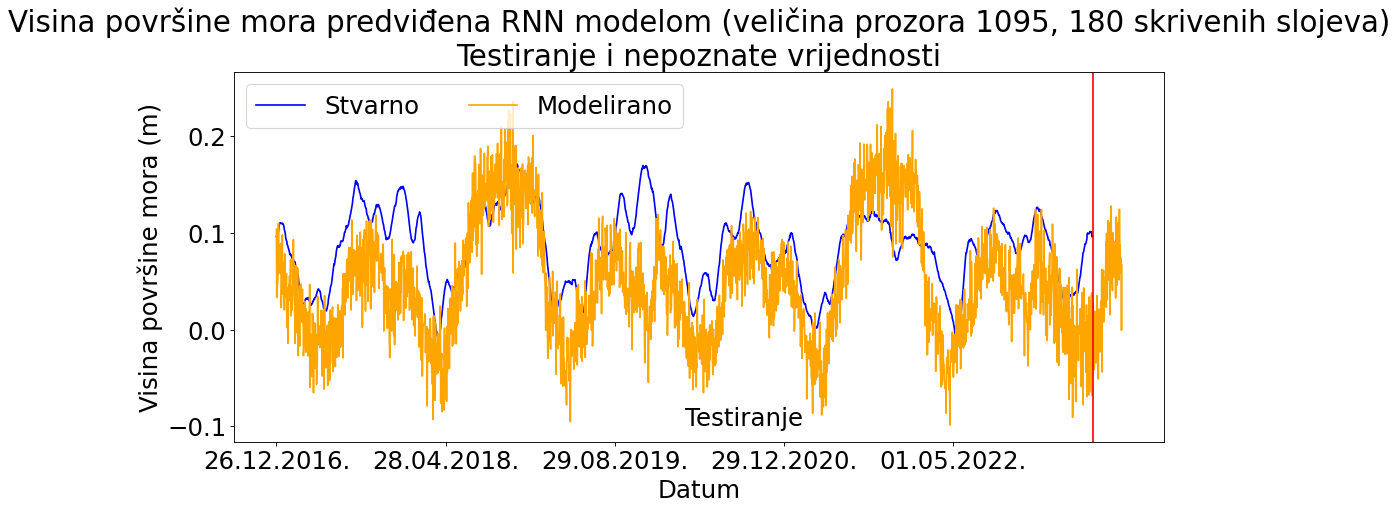 Visina površine mora predviđena RNN modelom (veličina prozora 1095, 180 skrivenih slojeva)
Testiranje i nepoznate vrijednosti
Stvarno
Modelirano
Visina površine mora (m)
0.2
0.1
0.0
−0.1
Testiranje
26.12.2016.
28.04.2018.
29.08.2019.
29.12.2020.
01.05.2022.
Datum